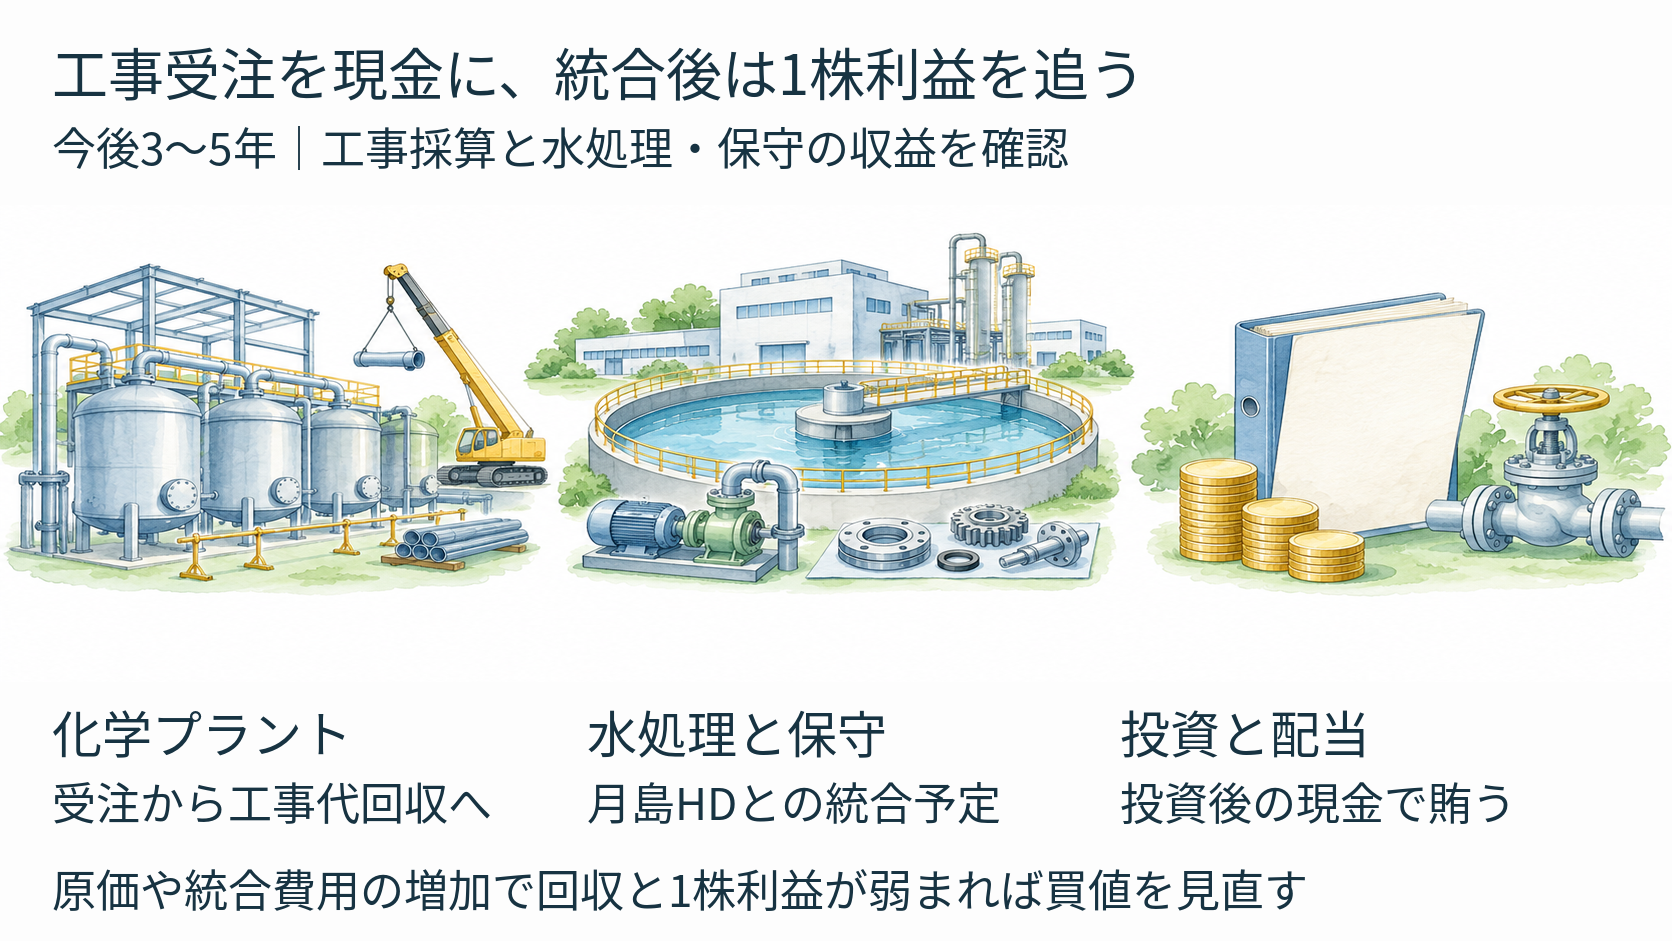 工事受注を現金に、統合後は1株利益を追う
今後3〜5年｜工事採算と水処理・保守の収益を確認
化学プラント
受注から工事代回収へ
水処理と保守
月島HDとの統合予定
投資と配当
投資後の現金で賄う
原価や統合費用の増加で回収と1株利益が弱まれば買値を見直す